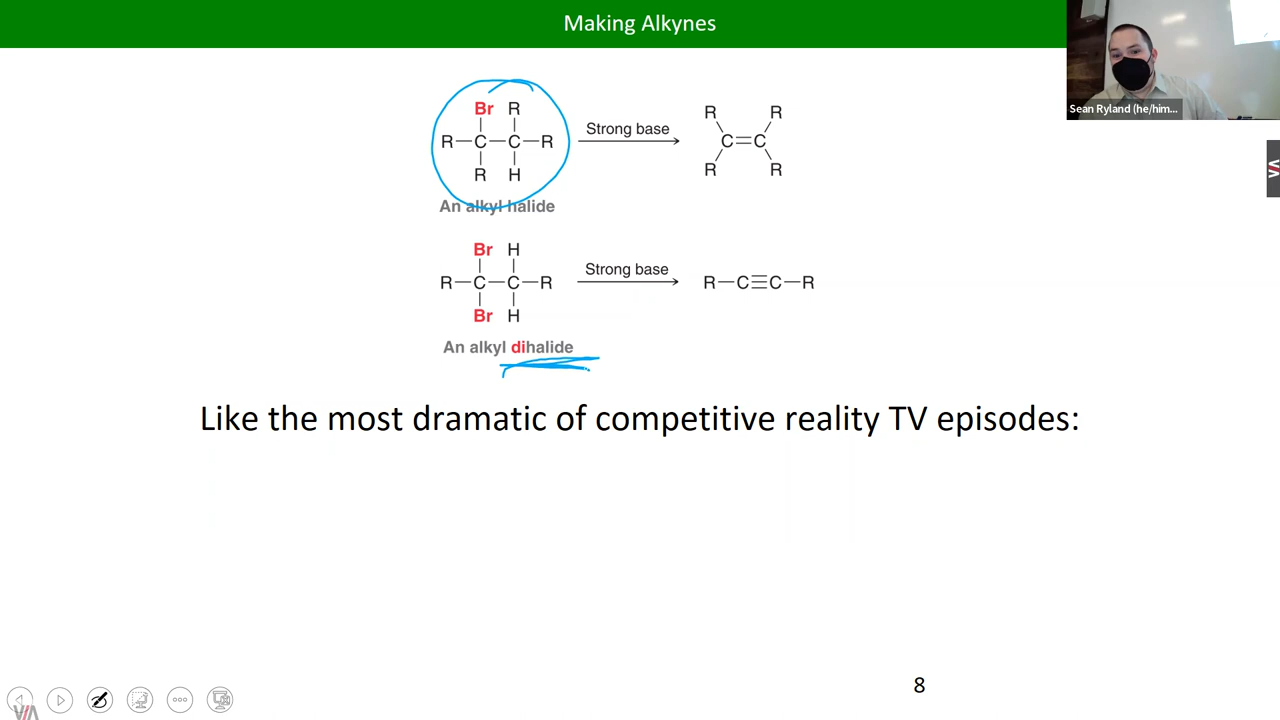 Making Alkynes
Sean Ryland (he/him...
Br R
R—C—C—R
R H
Strong base
R R
C=C
R R
An alkyl halide
Br H
R—C—C—R
Br H
Strong base
R—C≡C—R
An alkyl dihalide
Like the most dramatic of competitive reality TV episodes:
8